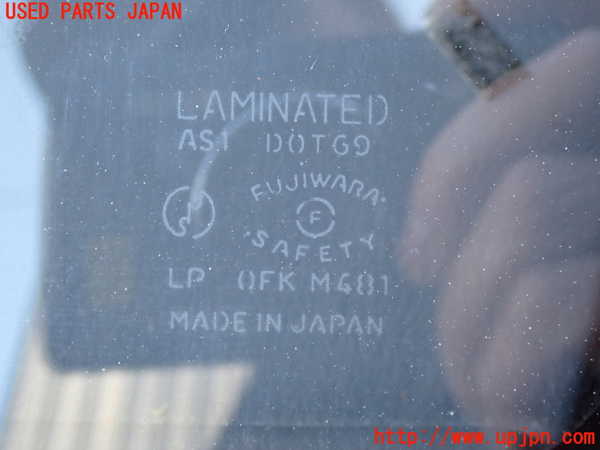 USED PARTS JAPAN
LAMINATED
AS1 DOT69
FUJIWARA
F
SAFETY
LP OFK M481
MADE IN JAPAN
http://www.upjpn.com/